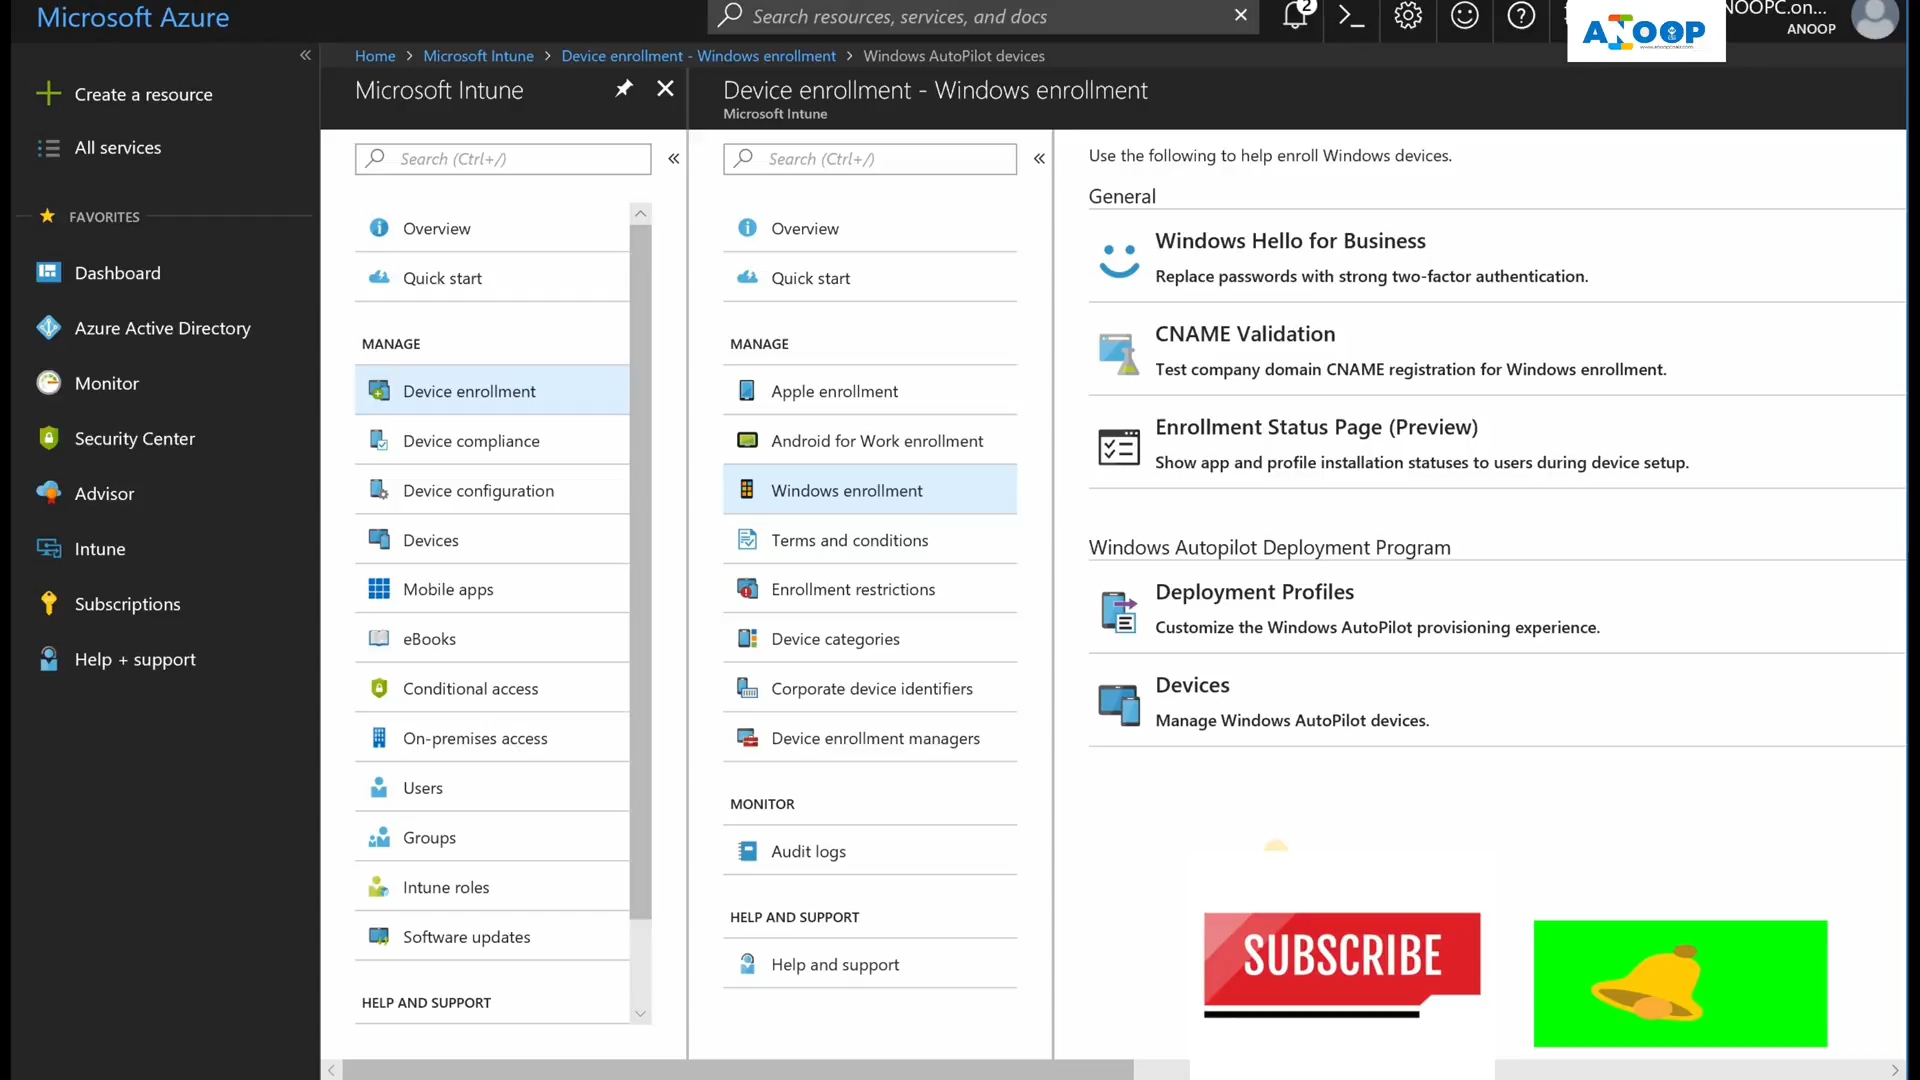 Microsoft Azure
Search resources, services, and docs
2
NOOPC.on...
ANOOP
ANOOP
Home > Microsoft Intune > Device enrollment - Windows enrollment > Windows AutoPilot devices
Create a resource
All services
FAVORITES
Dashboard
Azure Active Directory
Monitor
Security Center
Advisor
Intune
Subscriptions
Help + support
Microsoft Intune
Search (Ctrl+/)
Overview
Quick start
MANAGE
Device enrollment
Device compliance
Device configuration
Devices
Mobile apps
eBooks
Conditional access
On-premises access
Users
Groups
Intune roles
Software updates
HELP AND SUPPORT
Device enrollment - Windows enrollment
Microsoft Intune
Search (Ctrl+/)
Overview
Quick start
MANAGE
Apple enrollment
Android for Work enrollment
Windows enrollment
Terms and conditions
Enrollment restrictions
Device categories
Corporate device identifiers
Device enrollment managers
MONITOR
Audit logs
HELP AND SUPPORT
Help and support
Use the following to help enroll Windows devices.
General
Windows Hello for Business
Replace passwords with strong two-factor authentication.
CNAME Validation
Test company domain CNAME registration for Windows enrollment.
Enrollment Status Page (Preview)
Show app and profile installation statuses to users during device setup.
Windows Autopilot Deployment Program
Deployment Profiles
Customize the Windows AutoPilot provisioning experience.
Devices
Manage Windows AutoPilot devices.
SUBSCRIBE